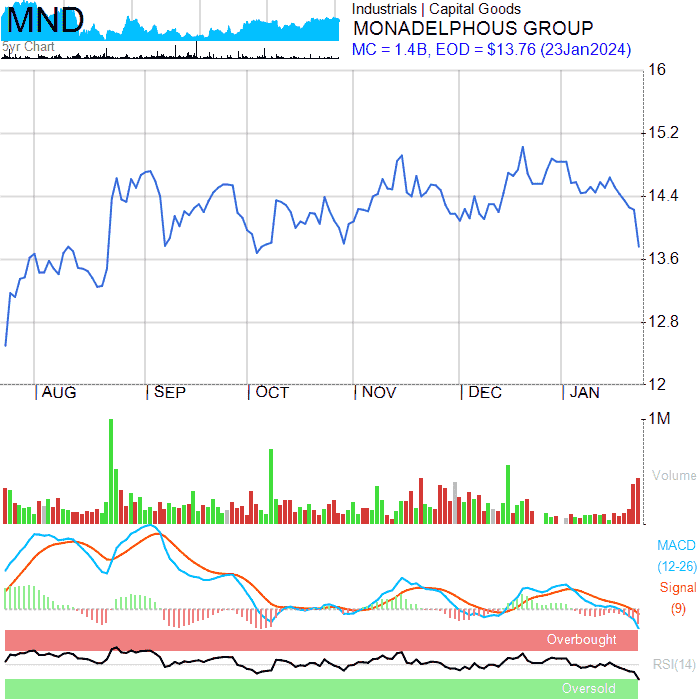 MND
5yr Chart
Industrials | Capital Goods
MONADELPHOUS GROUP
MC = 1.4B, EOD = $13.76 (23Jan2024)
16
15.2
14.4
13.6
12.8
12
AUG
SEP
OCT
NOV
DEC
JAN
1M
Volume
MACD
(12-26)
Signal
(9)
Overbought
RSI(14)
Oversold